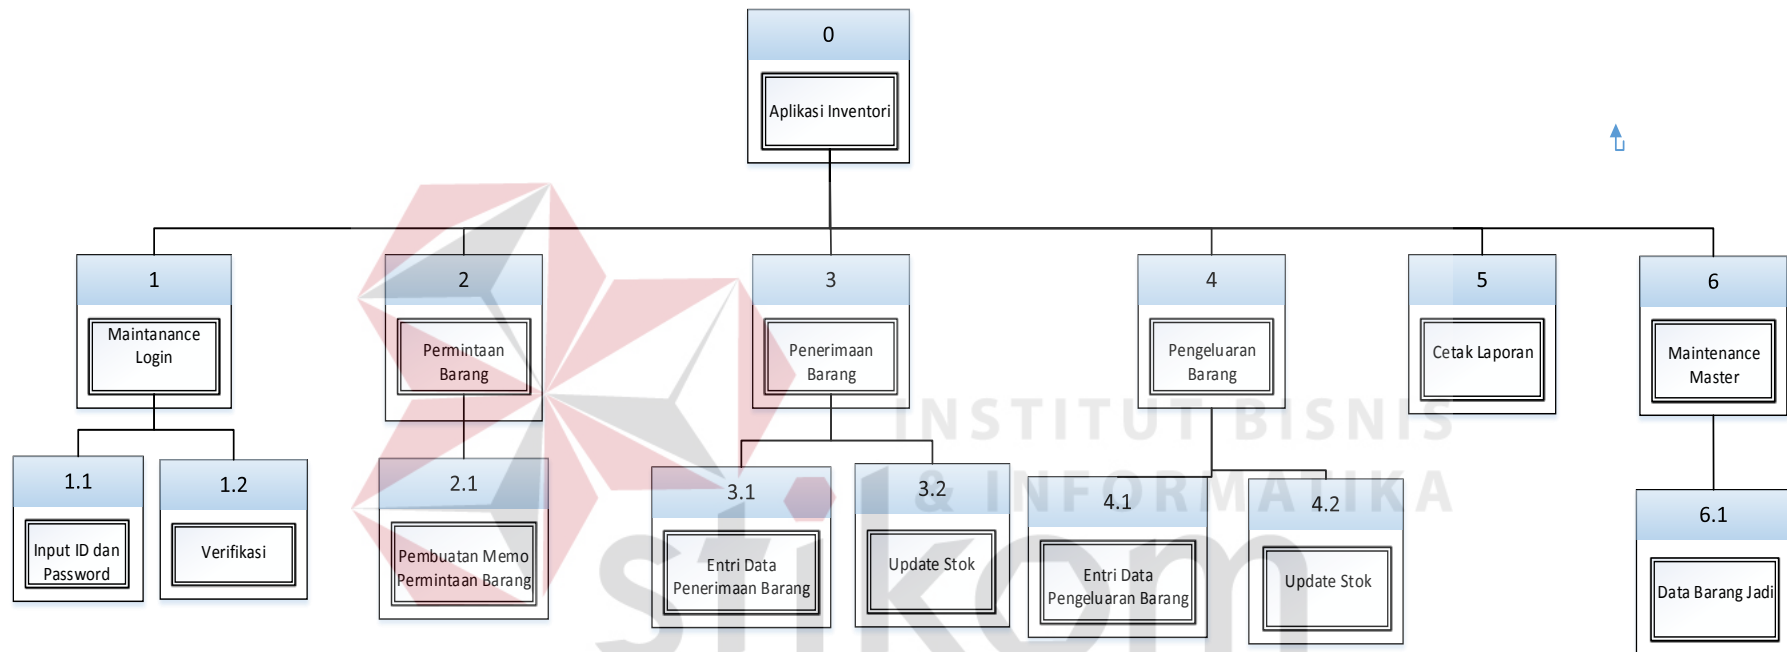 0
Aplikasi Inventori
1
Maintanance
Login
2
Permintaan
Barang
3
Penerimaan
Barang
4
Pengeluaran
Barang
5
Cetak Laporan
6
Maintenance
Master
INSTITUT BISNIS
& INFORMATIKA
stikom
1.1
Input ID dan
Password
1.2
Verifikasi
2.1
Pembuatan Memo
Permintaan Barang
3.1
Entri Data
Penerimaan Barang
3.2
Update Stok
4.1
Entri Data
Pengeluaran Barang
4.2
Update Stok
6.1
Data Barang Jadi